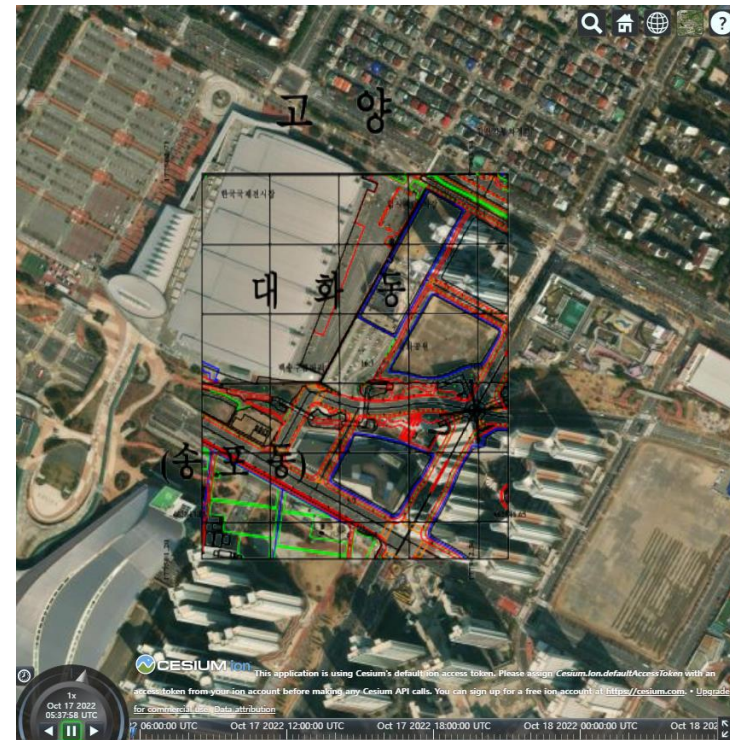 고 양
한국국제전시장
대 화 동
(송 포 동)
CESIUM ion
This application is using Cesium's default ion access token. Please assign Cesium.Ion.defaultAccessToken with an
access token from your ion account before making any Cesium API calls. You can sign up for a free ion account at https://cesium.com. • Upgrade
for commercial use. Data attribution
1x
Oct 17 2022
05:37:58 UTC
2 06:00:00 UTC Oct 17 2022 12:00:00 UTC Oct 17 2022 18:00:00 UTC Oct 18 2022 00:00:00 UTC Oct 18 202